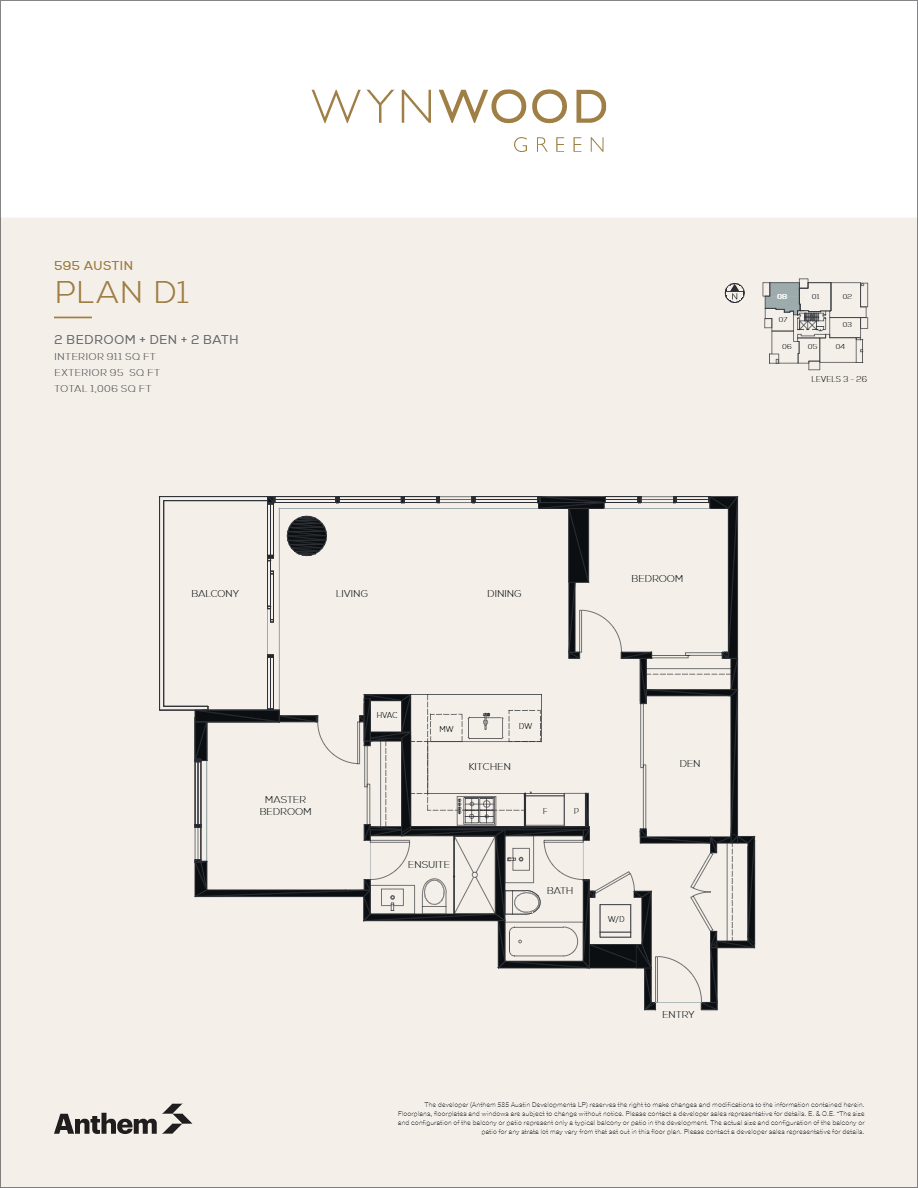 WYNWOOD
GREEN
595 AUSTIN
PLAN D1
2 BEDROOM + DEN + 2 BATH
INTERIOR 911 SQ FT
EXTERIOR 95 SQ FT
TOTAL 1,006 SQ FT
N
08
01
02
07
03
06
05
04
LEVELS 3 - 26
BALCONY
LIVING
DINING
BEDROOM
HVAC
MW
DW
KITCHEN
DEN
MASTER
BEDROOM
F
P
ENSUITE
BATH
W/D
ENTRY
Anthem
The developer (Anthem 585 Austin Developments LP) reserves the right to make changes and modifications to the information contained herein.
Floorplans, floorplates and windows are subject to change without notice. Please contact a developer sales representative for details. E. & O.E. *The size
and configuration of the balcony or patio represent only a typical balcony or patio in the development. The actual size and configuration of the balcony or
patio for any strata lot may vary from that set out in this floor plan. Please contact a developer sales representative for details.